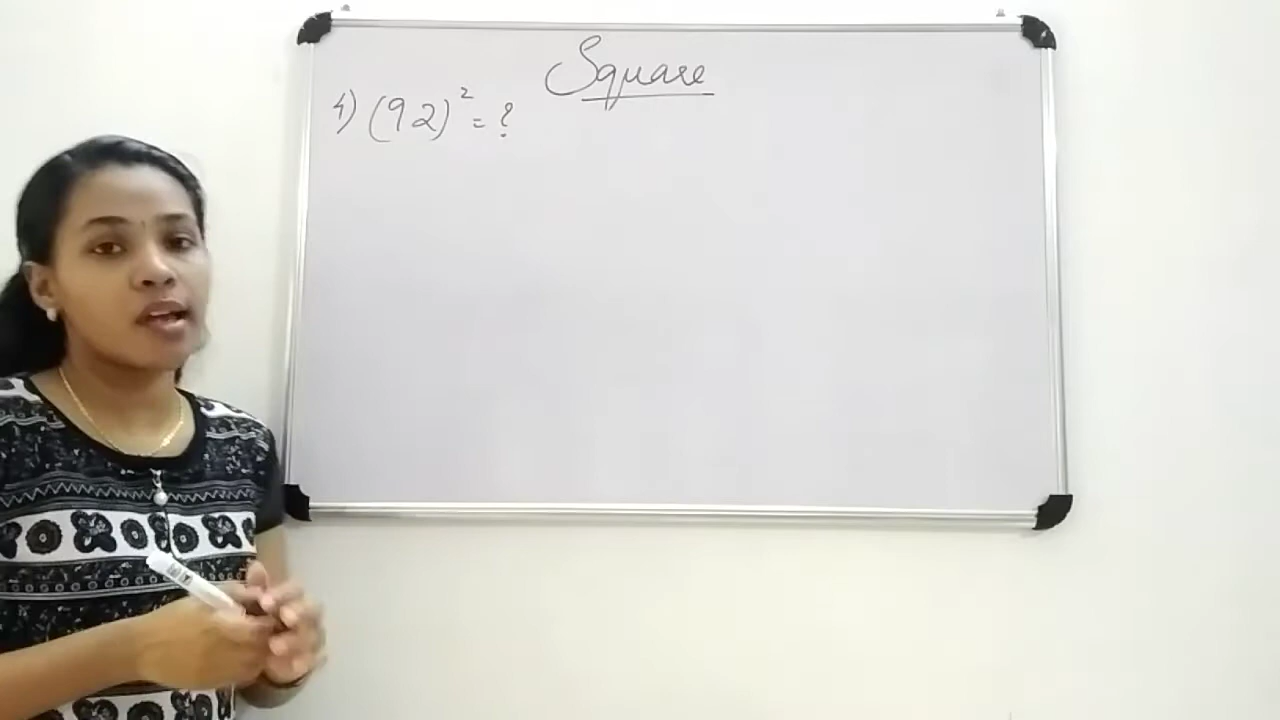 Square
1) (92)² = ?